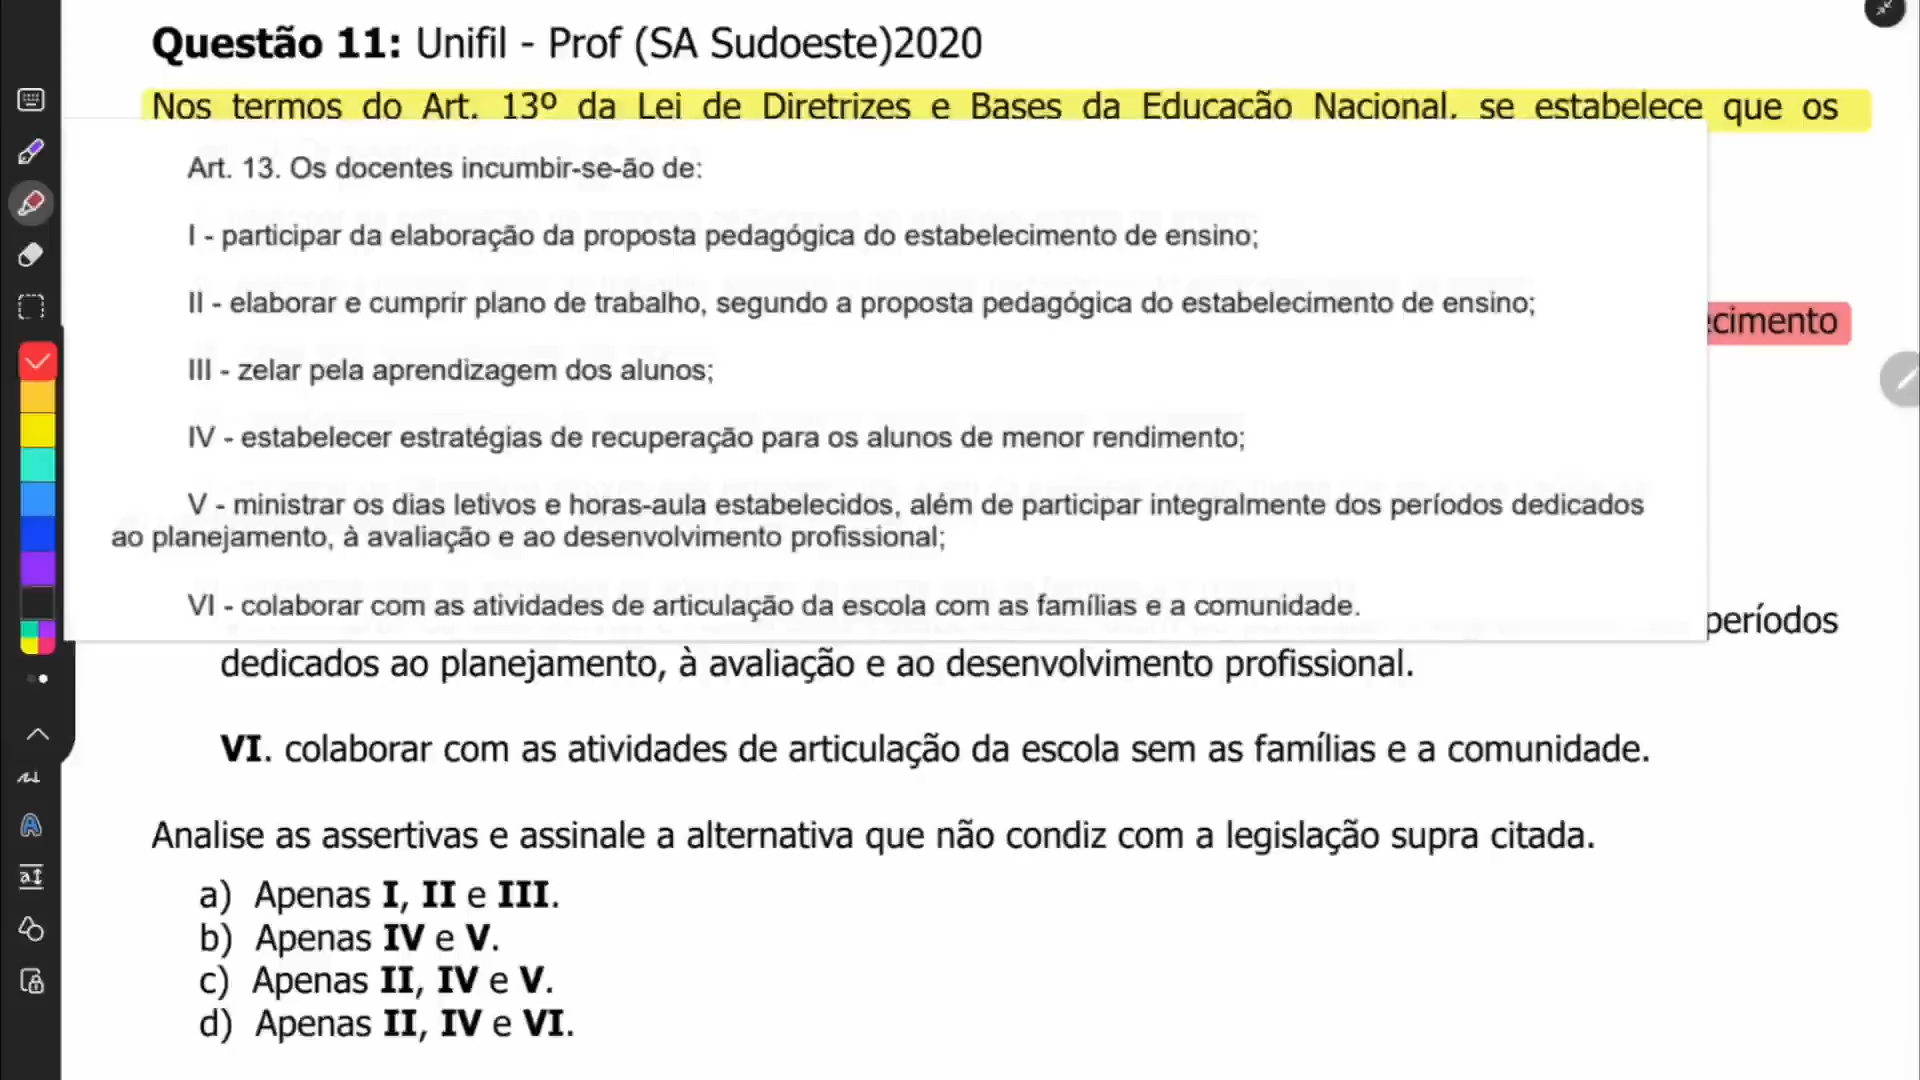 Questão 11: Unifil - Prof (SA Sudoeste)2020
Nos termos do Art. 13º da Lei de Diretrizes e Bases da Educação Nacional, se estabelece que os
Art. 13. Os docentes incumbir-se-ão de:
I - participar da elaboração da proposta pedagógica do estabelecimento de ensino;
II - elaborar e cumprir plano de trabalho, segundo a proposta pedagógica do estabelecimento de ensino;
ecimento
III - zelar pela aprendizagem dos alunos;
IV - estabelecer estratégias de recuperação para os alunos de menor rendimento;
V - ministrar os dias letivos e horas-aula estabelecidos, além de participar integralmente dos períodos dedicados
ao planejamento, à avaliação e ao desenvolvimento profissional;
VI - colaborar com as atividades de articulação da escola com as famílias e a comunidade.
períodos
dedicados ao planejamento, à avaliação e ao desenvolvimento profissional.
VI. colaborar com as atividades de articulação da escola sem as famílias e a comunidade.
Analise as assertivas e assinale a alternativa que não condiz com a legislação supra citada.
a) Apenas I, II e III.
b) Apenas IV e V.
c) Apenas II, IV e V.
d) Apenas II, IV e VI.